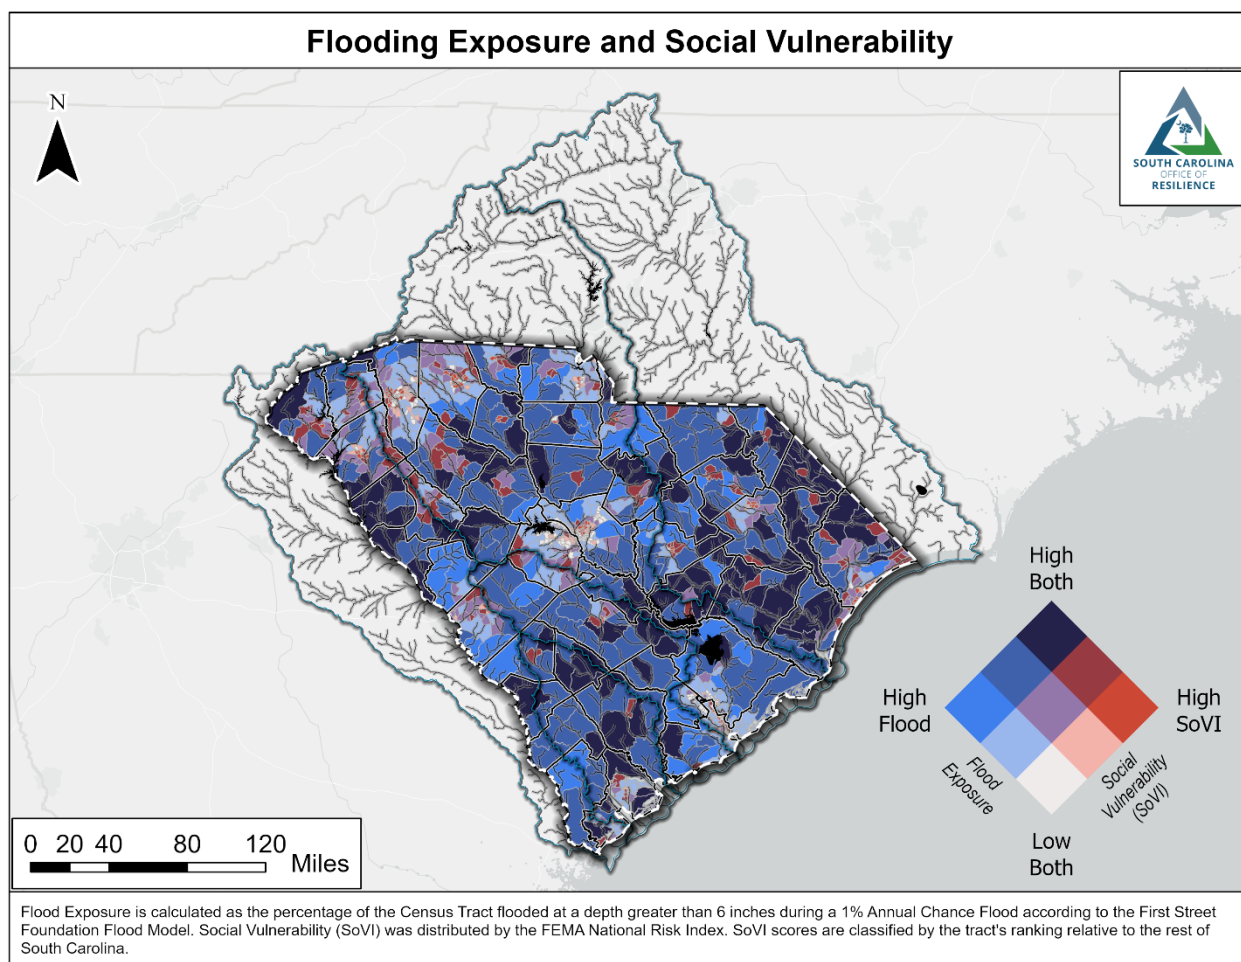 Flooding Exposure and Social Vulnerability
N
SOUTH CAROLINA
OFFICE OF
RESILIENCE
High
Both
High
Flood
High
SoVI
Flood
Exposure
Social
Vulnerability
(SoVI)
Low
Both
0 20 40 80 120
Miles
Flood Exposure is calculated as the percentage of the Census Tract flooded at a depth greater than 6 inches during a 1% Annual Chance Flood according to the First Street
Foundation Flood Model. Social Vulnerability (SoVI) was distributed by the FEMA National Risk Index. SoVI scores are classified by the tract's ranking relative to the rest of
South Carolina.